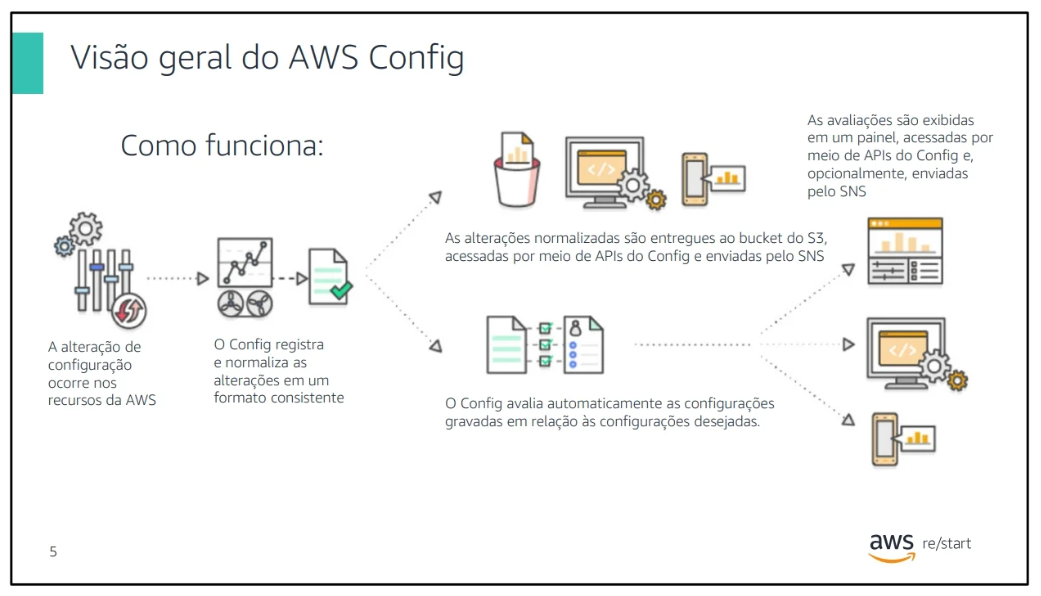 Visão geral do AWS Config
Como funciona:
A alteração de
configuração
ocorre nos
recursos da AWS
O Config registra
e normaliza as
alterações em um
formato consistente
As alterações normalizadas são entregues ao bucket do S3,
acessadas por meio de APIs do Config e enviadas pelo SNS
</>
O Config avalia automaticamente as configurações
gravadas em relação às configurações desejadas.
As avaliações são exibidas
em um painel, acessadas por
meio de APIs do Config e,
opcionalmente, enviadas
pelo SNS
</>
5
aws re/start